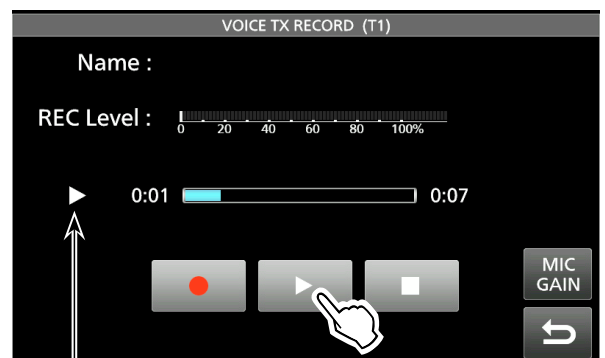 VOICE TX RECORD (T1)
Name :
REC Level :
0 20 40 60 80 100%
0:01 0:07
MIC
GAIN